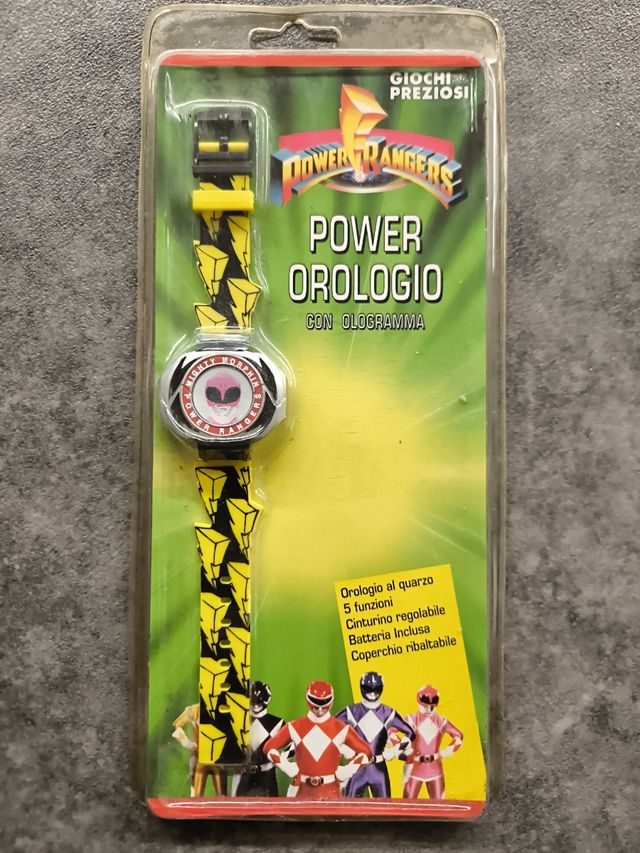 GIOCHI
PREZIOSI
POWER RANGERS
POWER
OROLOGIO
CON OLOGRAMMA
MIGHTY MORPHIN
POWER RANGERS
Orologio al quarzo
5 funzioni
Cinturino regolabile
Batteria Inclusa
Coperchio ribaltabile